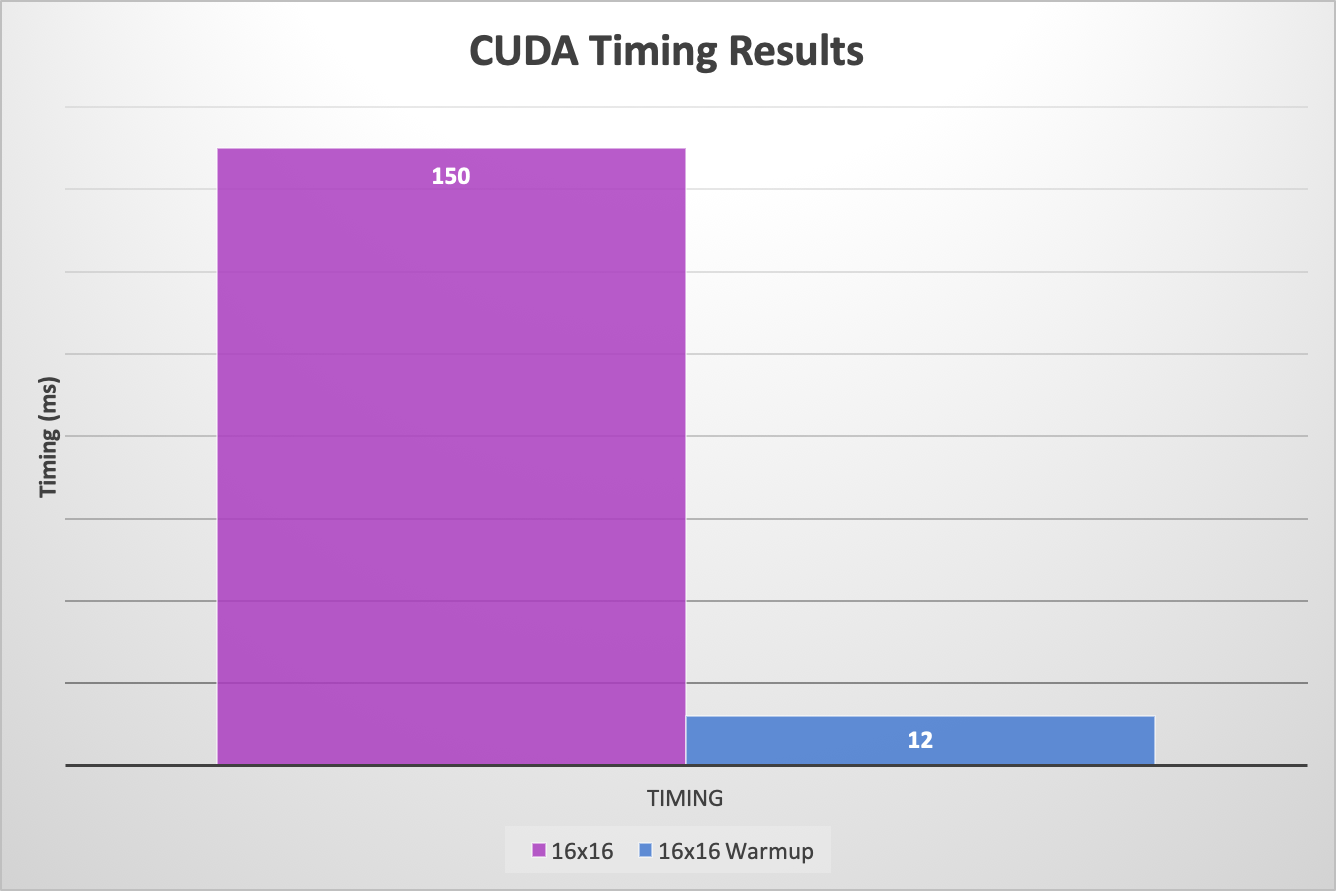 CUDA Timing Results
150
Timing (ms)
12
TIMING
16x16 16x16 Warmup